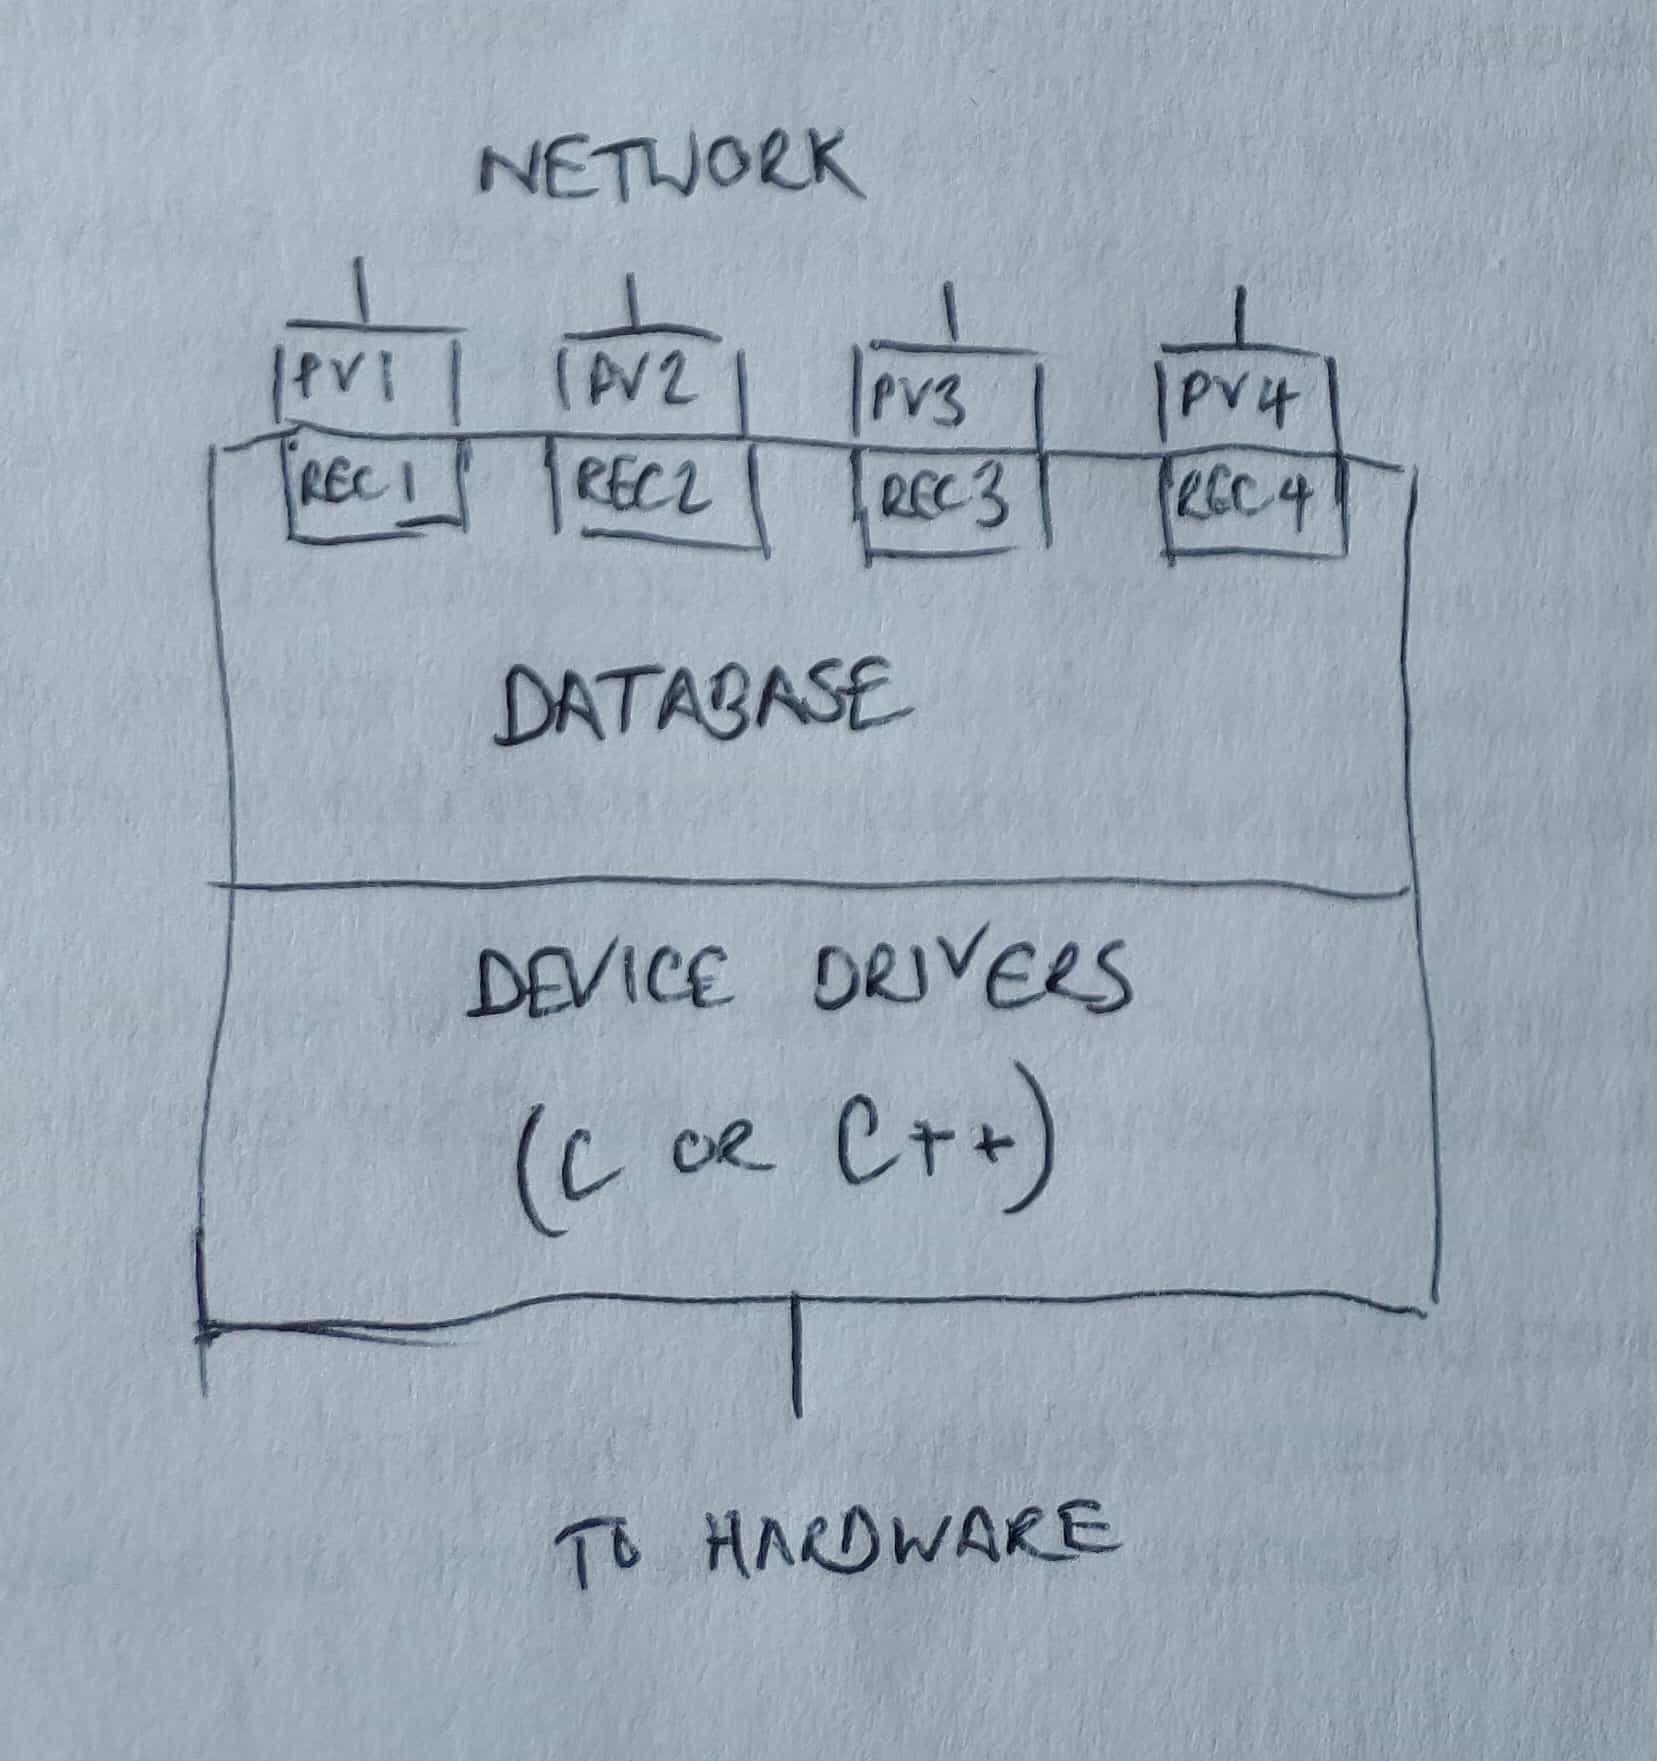 NETWORK
PV1 PV2 PV3 PV4
REC1 REC2 REC3 REC4
DATABASE
DEVICE DRIVERS
(C OR C++)
TO HARDWARE